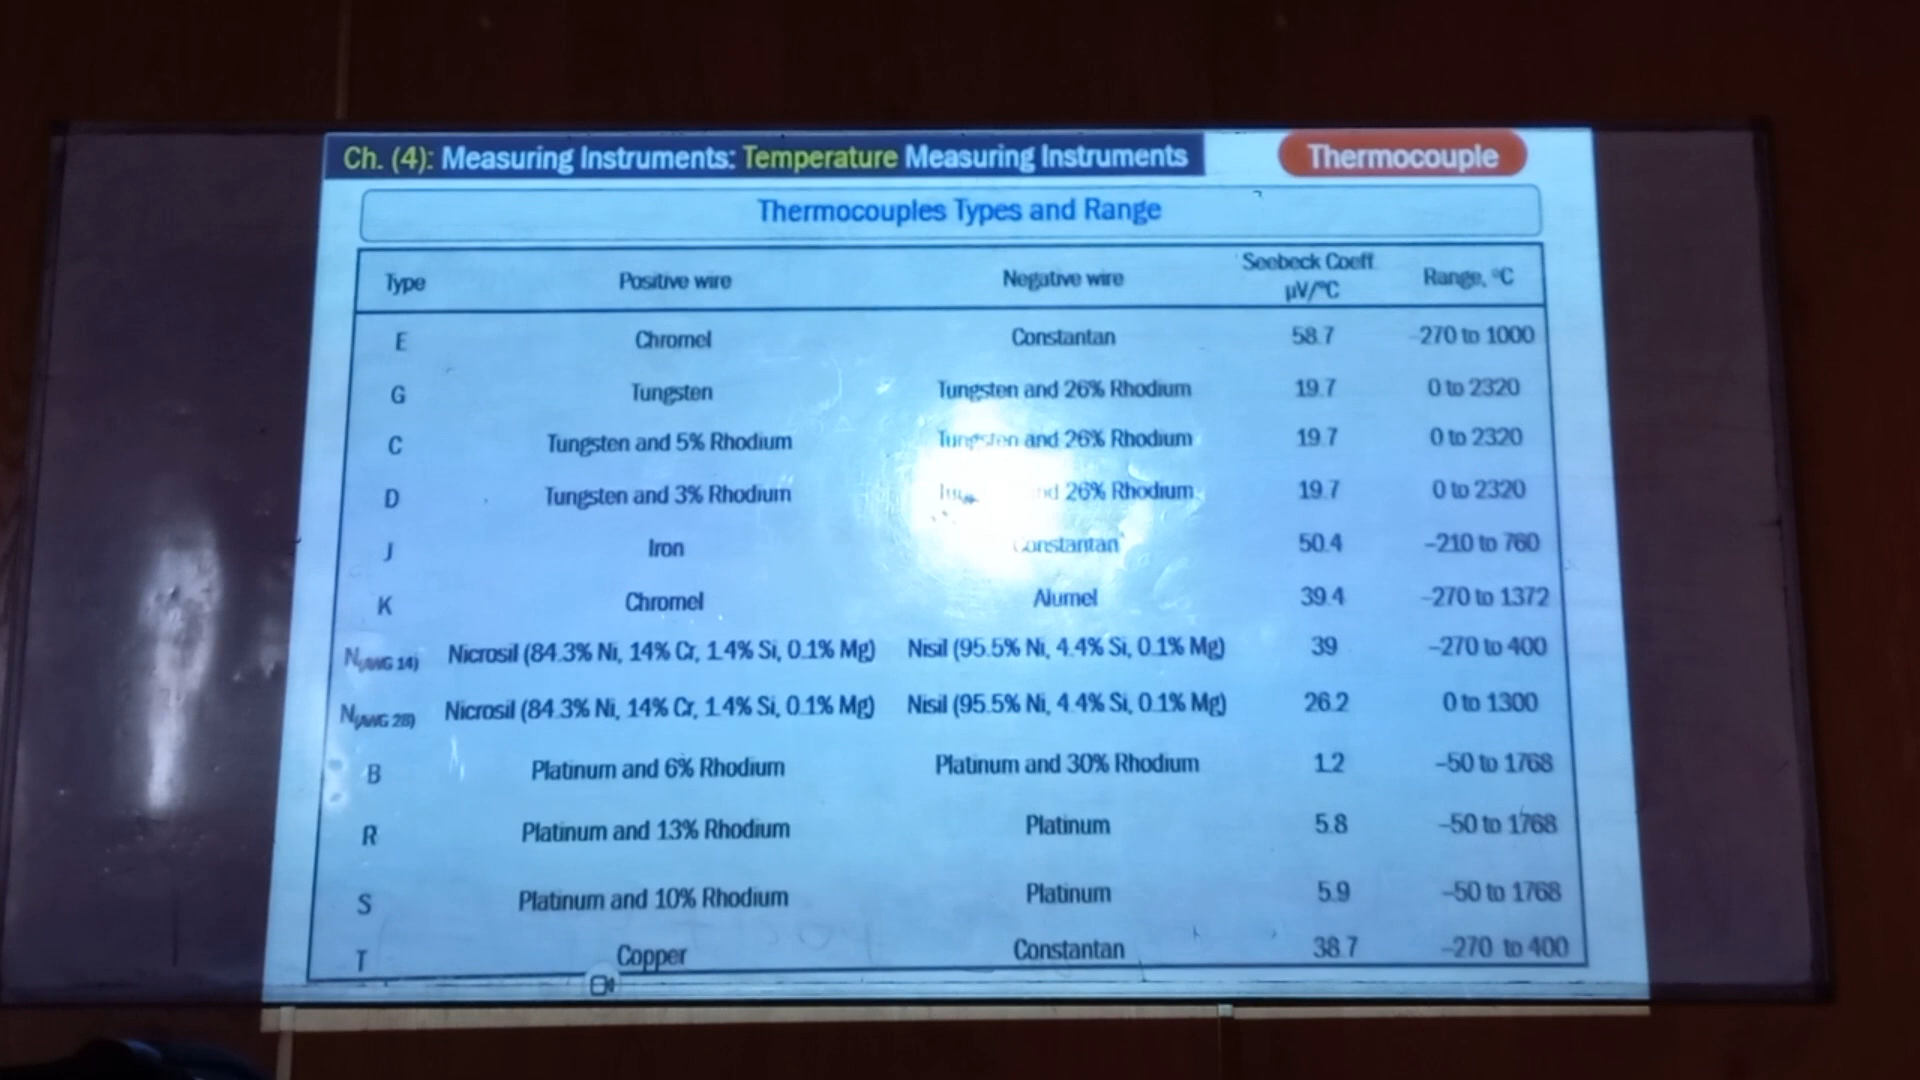 Ch. (4): Measuring Instruments: Temperature Measuring Instruments
Thermocouple
Thermocouples Types and Range
Type Positive wire Negative wire Seebeck Coeff µV/°C Range, °C
E Chromel Constantan 58.7 -270 to 1000
G Tungsten Tungsten and 26% Rhodium 19.7 0 to 2320
C Tungsten and 5% Rhodium Tungsten and 26% Rhodium 19.7 0 to 2320
D Tungsten and 3% Rhodium 26% Rhodium 19.7 0 to 2320
J Iron Constantan 50.4 -210 to 760
K Chromel Alumel 39.4 -270 to 1372
N(AWG 14) Nicrosil (84.3% Ni, 14% Cr, 1.4% Si, 0.1% Mg) Nisil (95.5% Ni, 4.4% Si, 0.1% Mg) 39 -270 to 400
N(AWG 28) Nicrosil (84.3% Ni, 14% Cr, 1.4% Si, 0.1% Mg) Nisil (95.5% Ni, 4.4% Si, 0.1% Mg) 26.2 0 to 1300
B Platinum and 6% Rhodium Platinum and 30% Rhodium 1.2 -50 to 1768
R Platinum and 13% Rhodium Platinum 5.8 -50 to 1768
S Platinum and 10% Rhodium Platinum 5.9 -50 to 1768
T Copper Constantan 38.7 -270 to 400